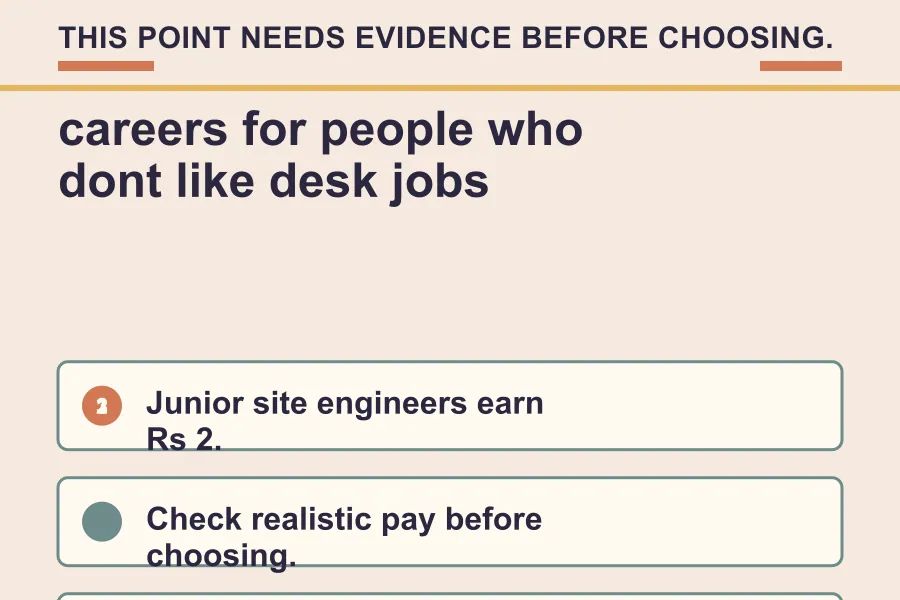 THIS POINT NEEDS EVIDENCE BEFORE CHOOSING.
careers for people who
dont like desk jobs
Junior site engineers earn
Rs 2.
Check realistic pay before
choosing.